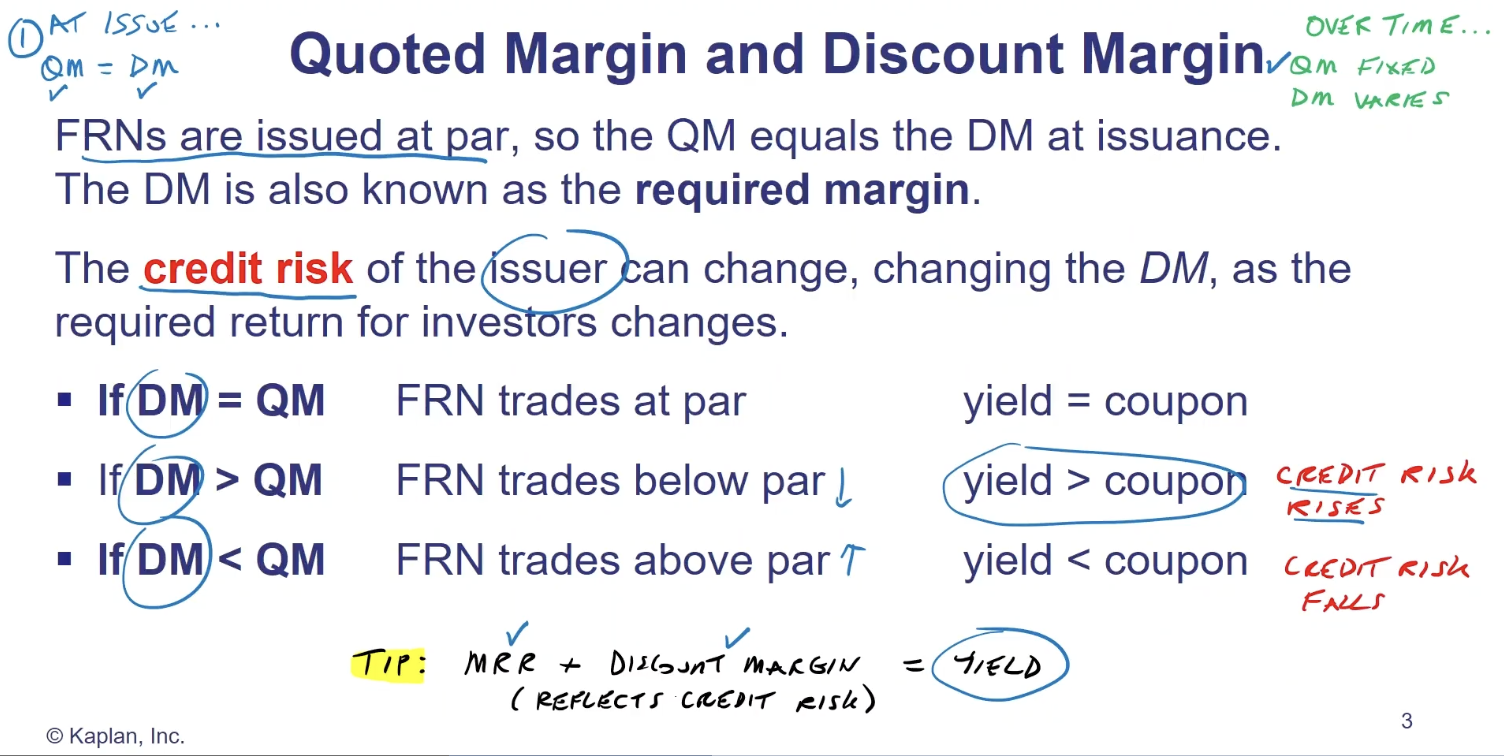 ① AT ISSUE...
QM = DM
Quoted Margin and Discount Margin
OVER TIME...
QM FIXED
DM VARIES
FRNs are issued at par, so the QM equals the DM at issuance.
The DM is also known as the required margin.
The credit risk of the issuer can change, changing the DM, as the
required return for investors changes.
▪ If DM = QM FRN trades at par yield = coupon
▪ If DM > QM FRN trades below par ↓ yield > coupon CREDIT RISK
RISES
▪ If DM < QM FRN trades above par ↑ yield < coupon CREDIT RISK
FALLS
TIP: MRR + DISCOUNT MARGIN = YIELD
(REFLECTS CREDIT RISK)
© Kaplan, Inc.
3